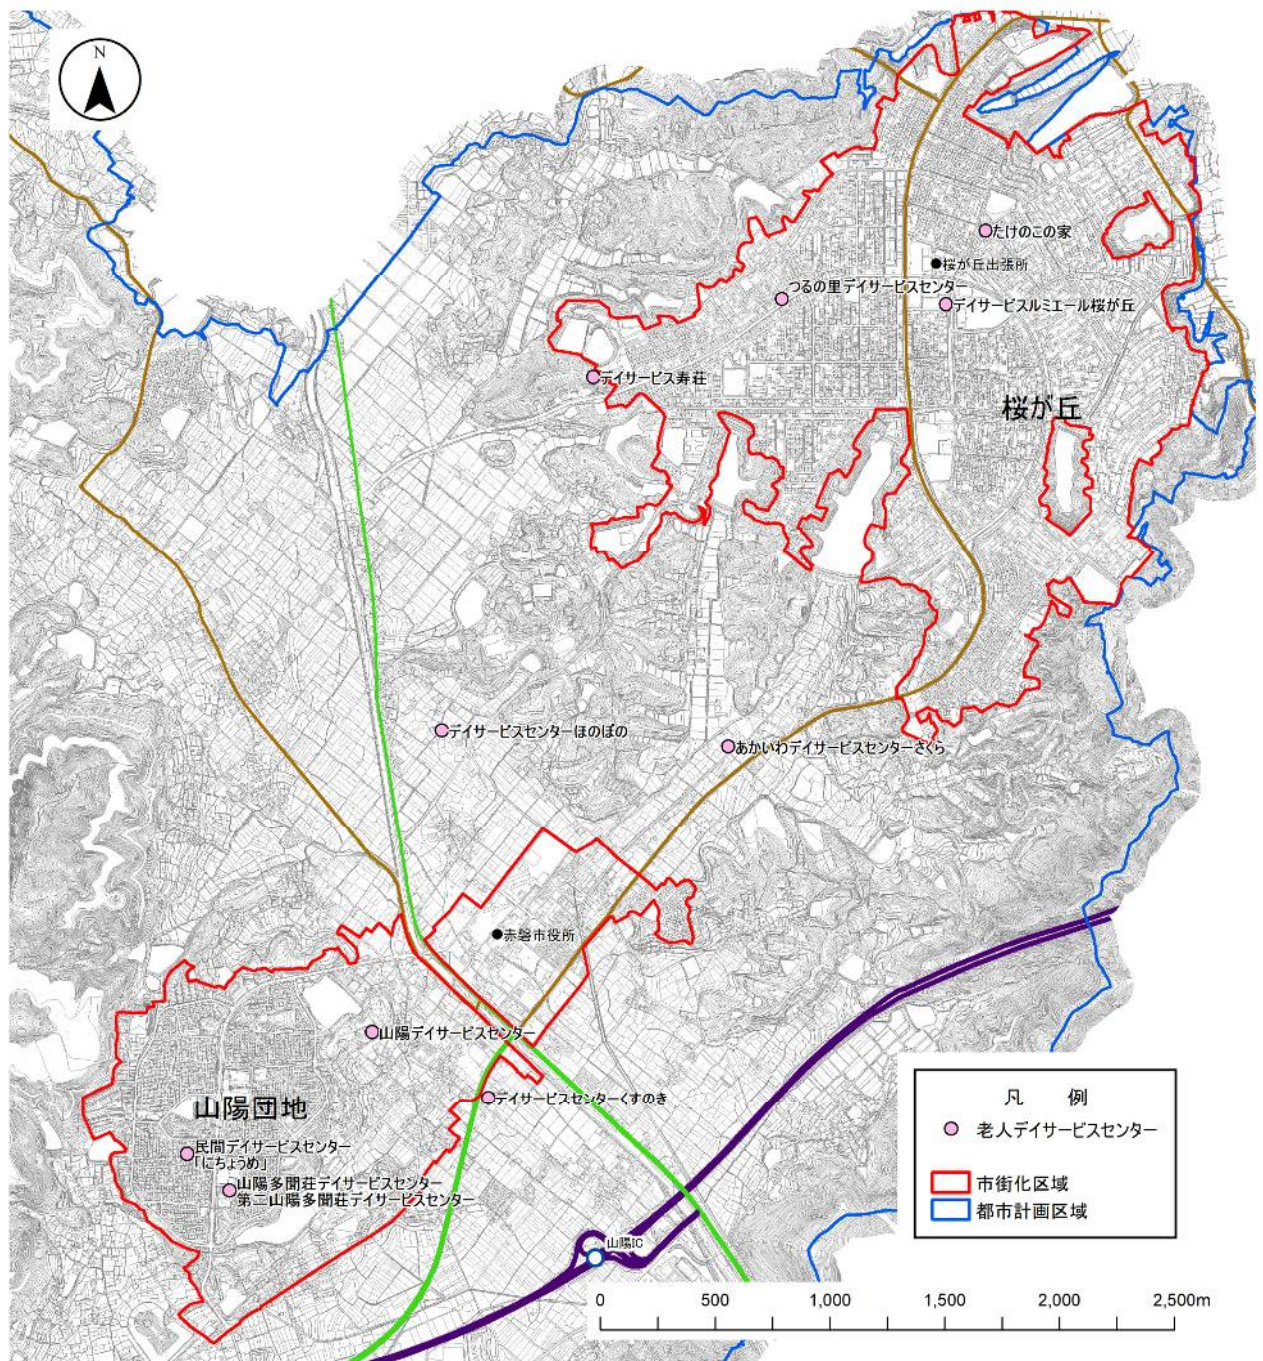 N
たけのこの家
桜が丘出張所
つるの里デイサービスセンター
デイサービスルミエール桜が丘
デイサービス寿荘
桜が丘
デイサービスセンターほのぼの
あかいわデイサービスセンターさくら
赤磐市役所
山陽デイサービスセンター
デイサービスセンターくすのき
山陽団地
民間デイサービスセンター
「にちょうめ」
山陽多聞荘デイサービスセンター
第二山陽多聞荘デイサービスセンター
山陽IC
凡 例
老人デイサービスセンター
市街化区域
都市計画区域
0 500 1,000 1,500 2,000 2,500m